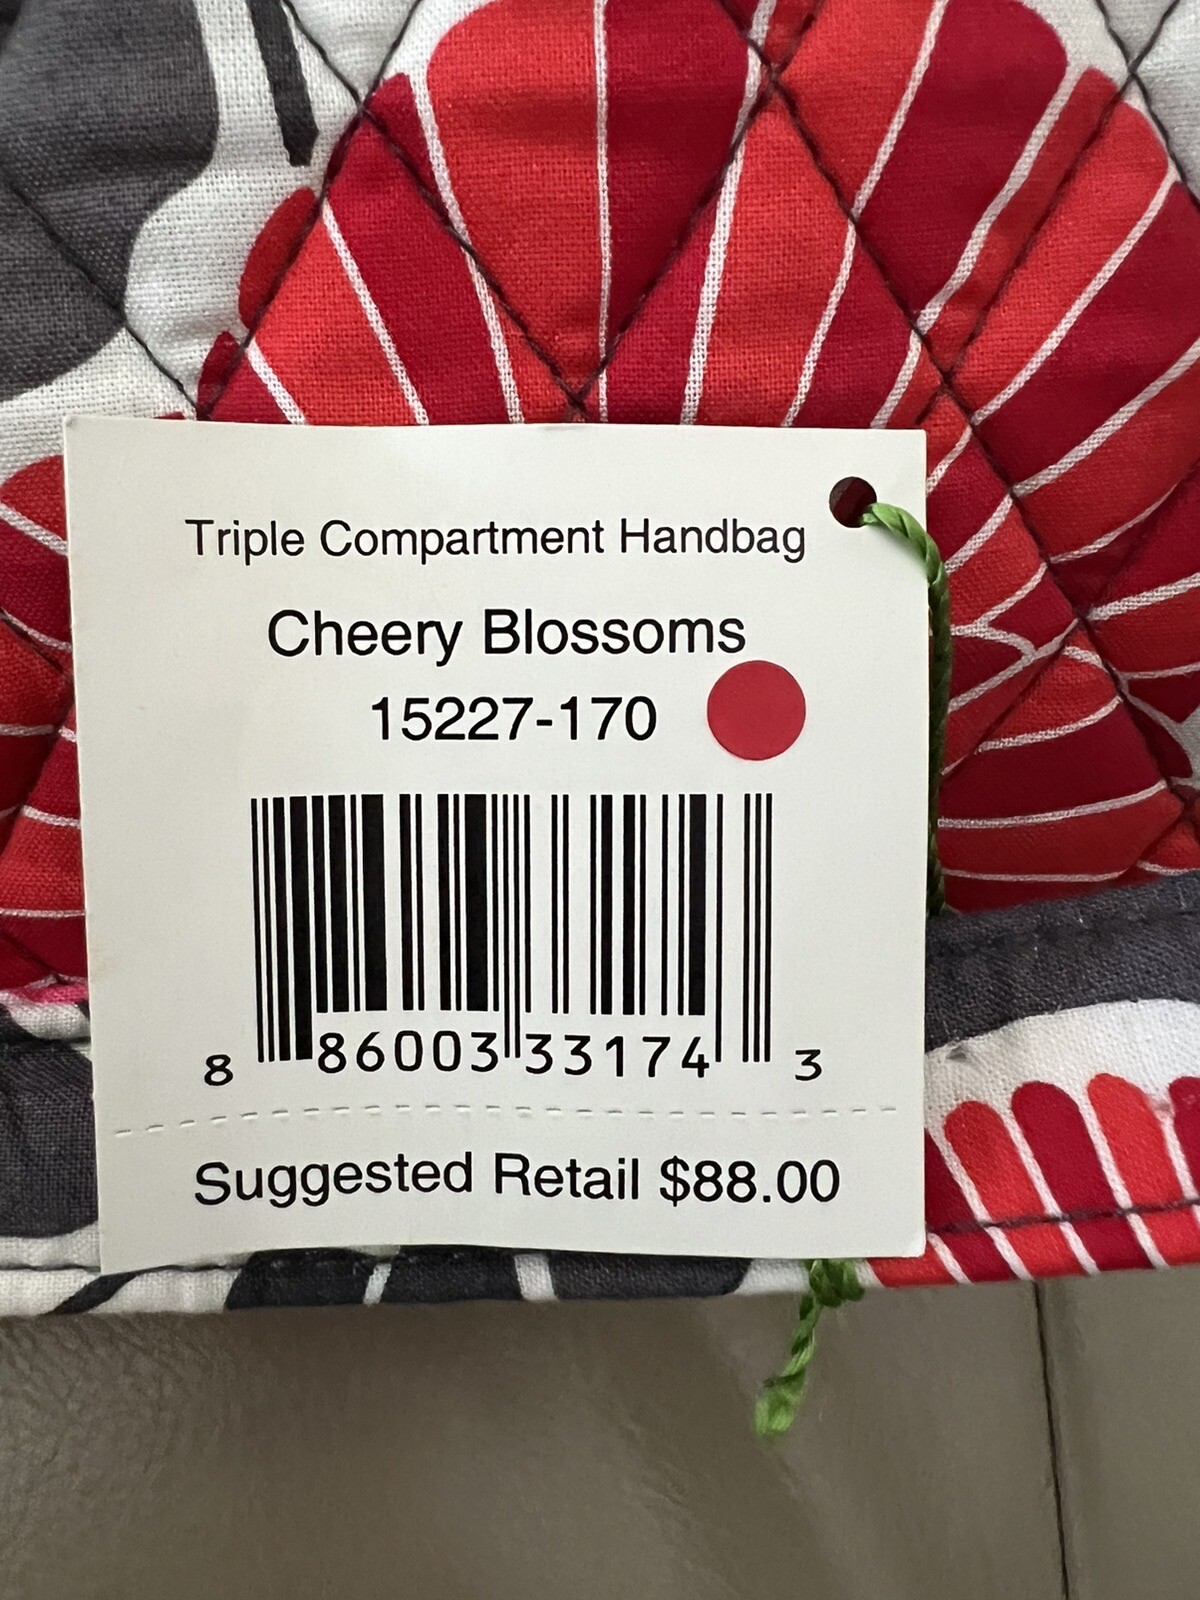 Triple Compartment Handbag
Cheery Blossoms
15227-170
8 86003 33174 3
Suggested Retail $88.00